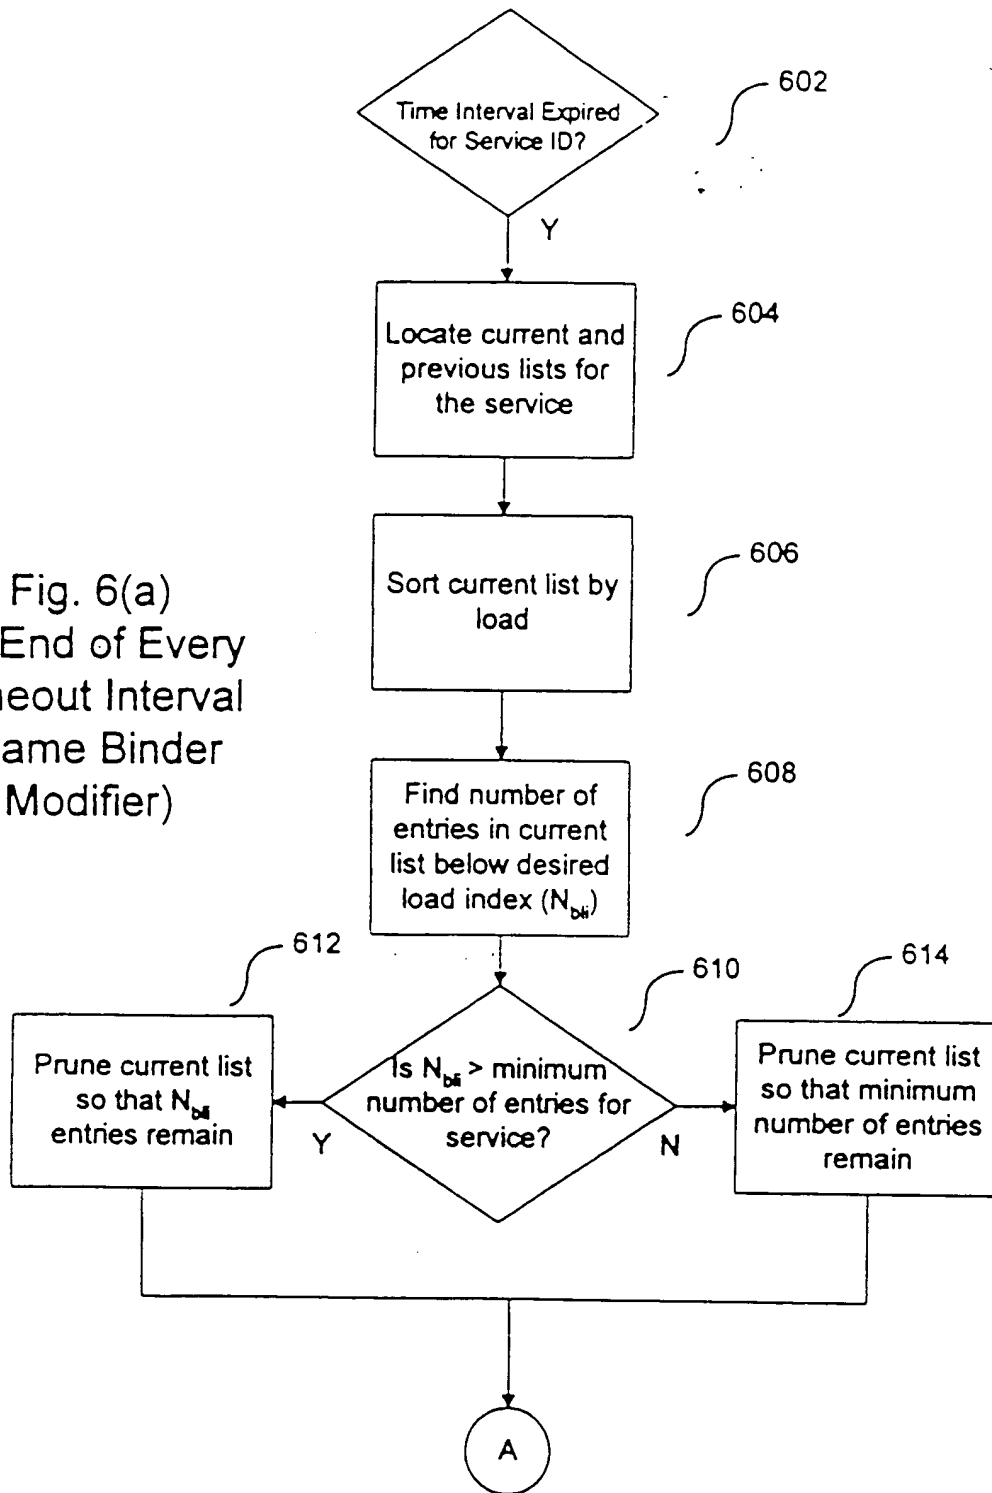 Time Interval Expired
for Service ID?
602
Y
Locate current and
previous lists for
the service
604
Sort current list by
load
606
Fig. 6(a)
End of Every
neout Interval
ame Binder
Modifier)
Find number of
entries in current
list below desired
load index (Nbli)
608
612
610
614
Prune current list
so that Nbli
entries remain
Is Nbli > minimum
number of entries for
service?
Y
N
Prune current list
so that minimum
number of entries
remain
A